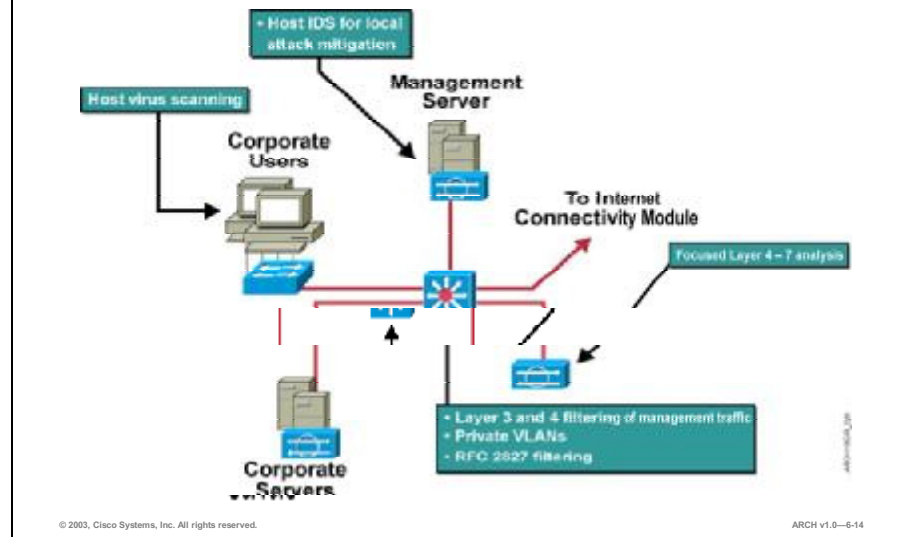 • Host IDS for local
attack mitigation
Management
Server
Host virus scanning
Corporate
Users
To Internet
Connectivity Module
Focused Layer 4 – 7 analysis
• Layer 3 and 4 filtering of management traffic
• Private VLANs
• RFC 2827 filtering
Corporate
Servers
© 2003, Cisco Systems, Inc. All rights reserved.
ARCH v1.0—6-14